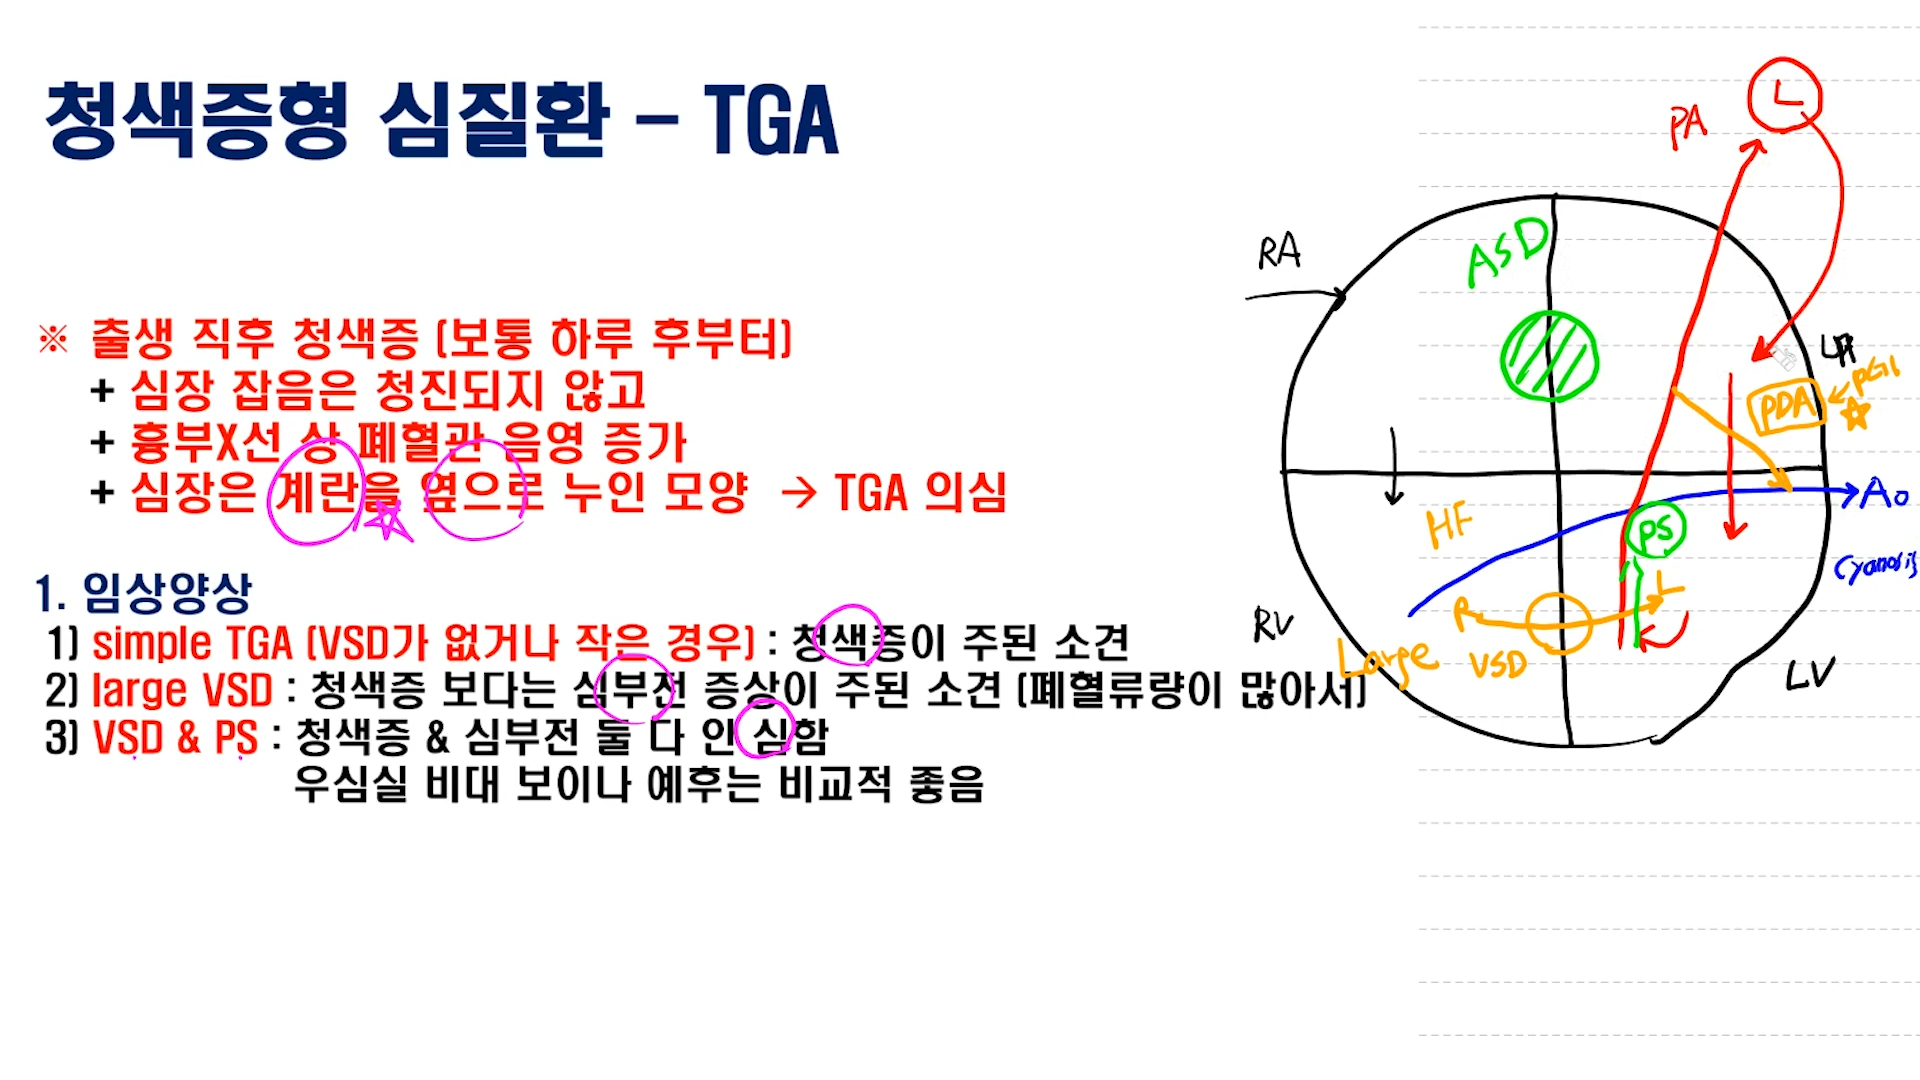 청색증형 심질환 – TGA
※ 출생 직후 청색증 (보통 하루 후부터)
+ 심장 잡음은 청진되지 않고
+ 흉부X선 상 폐혈관 음영 증가
+ 심장은 계란을 옆으로 누인 모양 → TGA 의심
1. 임상양상
1) simple TGA (VSD가 없거나 작은 경우) : 청색증이 주된 소견
2) large VSD : 청색증 보다는 심부전 증상이 주된 소견 (폐혈류량이 많아서)
3) VSD & PS : 청색증 & 심부전 둘 다 안 심함
우심실 비대 보이나 예후는 비교적 좋음
L
PA
RA
ASD
LA
PDA
HF
PS
Ao
Cyanosis
R
L
RV
Large VSD
LV